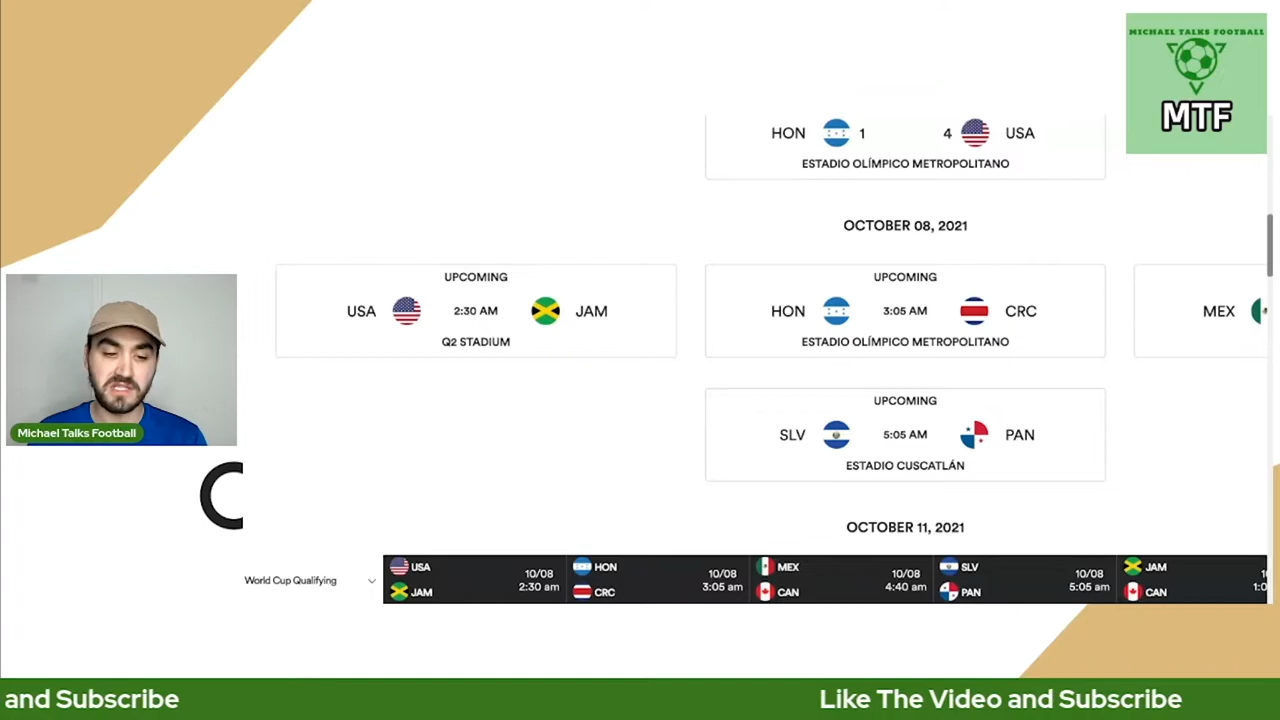 MICHAEL TALKS FOOTBALL
MTF
HON 1 4 USA
ESTADIO OLÍMPICO METROPOLITANO
OCTOBER 08, 2021
UPCOMING
USA 2:30 AM JAM
Q2 STADIUM
UPCOMING
HON 3:05 AM CRC
ESTADIO OLÍMPICO METROPOLITANO
MEX
UPCOMING
SLV 5:05 AM PAN
ESTADIO CUSCATLÁN
Michael Talks Football
OCTOBER 11, 2021
World Cup Qualifying
USA 10/08
JAM 2:30 am
HON 10/08
CRC 3:05 am
MEX 10/08
CAN 4:40 am
SLV 10/08
PAN 5:05 am
JAM 1
CAN 1:0
and Subscribe
Like The Video and Subscribe